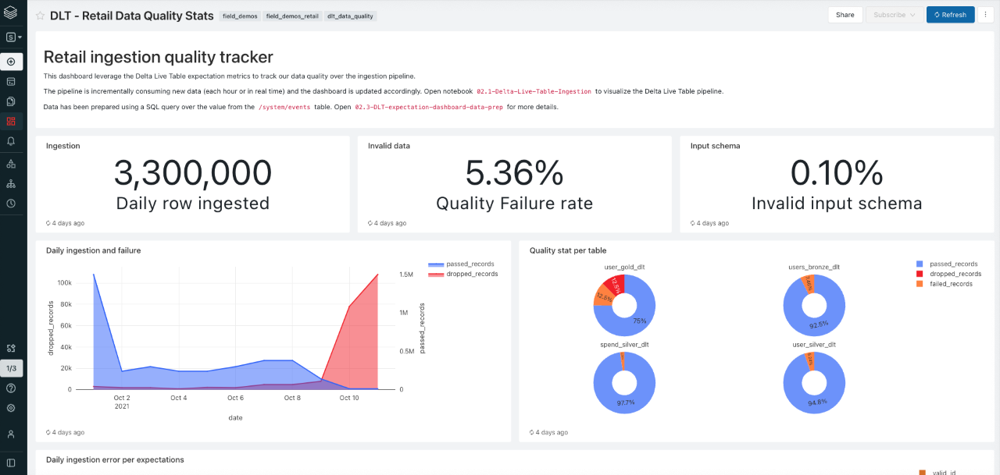 DLT - Retail Data Quality Stats
field_demos
field_demos_retail
dlt_data_quality
Share
Subscribe
Refresh
S
Retail ingestion quality tracker
This dashboard leverage the Delta Live Table expectation metrics to track our data quality over the ingestion pipeline.
The pipeline is incrementally consuming new data (each hour or in real time) and the dashboard is updated accordingly. Open notebook 02.1-Delta-Live-Table-Ingestion to visualize the Delta Live Table pipeline.
Data has been prepared using a SQL query over the value from the /system/events table. Open 02.3-DLT-expectation-dashboard-data-prep for more details.
Ingestion
3,300,000
Daily row ingested
4 days ago
Invalid data
5.36%
Quality Failure rate
4 days ago
Input schema
0.10%
Invalid input schema
4 days ago
Daily ingestion and failure
passed_records
dropped_records
dropped_records
100k
80k
60k
40k
20k
0
1.5M
1M
0.5M
0
passed_records
Oct 2
2021
Oct 4
Oct 6
Oct 8
Oct 10
date
4 days ago
Quality stat per table
passed_records
dropped_records
failed_records
user_gold_dlt
12.5%
12.5%
75%
users_bronze_dlt
7.46%
92.5%
spend_silver_dlt
97.7%
user_silver_dlt
94.8%
4 days ago
1/3
Daily ingestion error per expectations
valid_id